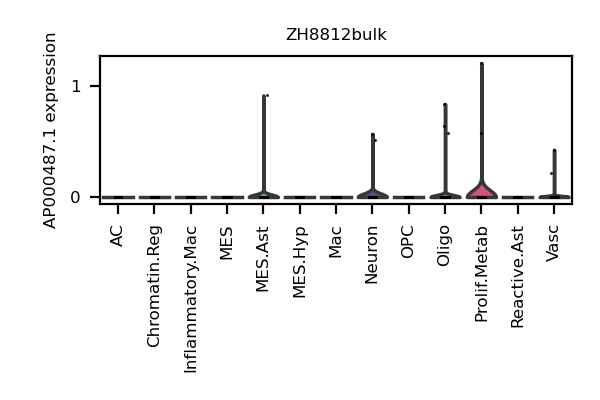 ZH8812bulk
AP000487.1 expression
1
0
AC
Chromatin.Reg
Inflammatory.Mac
MES
MES.Ast
MES.Hyp
Mac
Neuron
OPC
Oligo
Prolif.Metab
Reactive.Ast
Vasc